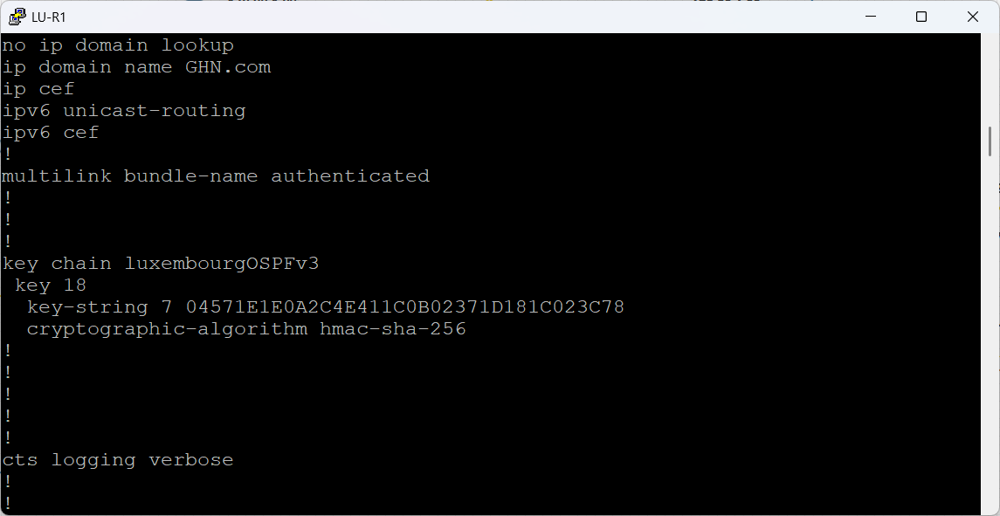 LU-R1
no ip domain lookup
ip domain name GHN.com
ip cef
ipv6 unicast-routing
ipv6 cef
!
multilink bundle-name authenticated
!
!
!
key chain luxembourgOSPFv3
 key 18
  key-string 7 04571E1E0A2C4E411C0B02371D181C023C78
  cryptographic-algorithm hmac-sha-256
!
!
!
!
!
cts logging verbose
!
!